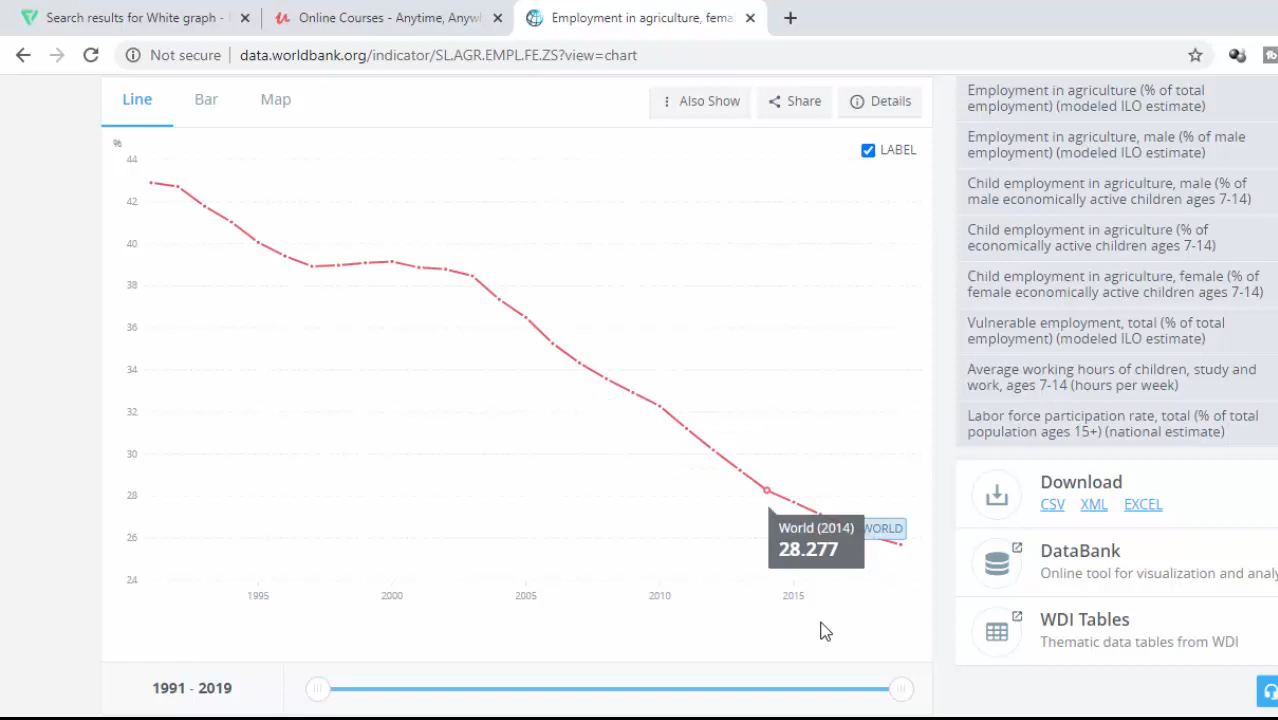 Search results for White graph -
Online Courses - Anytime, Anyw
Employment in agriculture, fema
Not secure
data.worldbank.org/indicator/SL.AGR.EMPL.FE.ZS?view=chart
Line
Bar
Map
Also Show
Share
Details
LABEL
%
44
42
40
38
36
34
32
30
28
26
24
World (2014)
28.277
WORLD
1995
2000
2005
2010
2015
1991 - 2019
Employment in agriculture (% of total
employment) (modeled ILO estimate)
Employment in agriculture, male (% of male
employment) (modeled ILO estimate)
Child employment in agriculture, male (% of
male economically active children ages 7-14)
Child employment in agriculture (% of
economically active children ages 7-14)
Child employment in agriculture, female (% of
female economically active children ages 7-14)
Vulnerable employment, total (% of total
employment) (modeled ILO estimate)
Average working hours of children, study and
work, ages 7-14 (hours per week)
Labor force participation rate, total (% of total
population ages 15+) (national estimate)
Download
CSV XML EXCEL
DataBank
Online tool for visualization and analy
WDI Tables
Thematic data tables from WDI